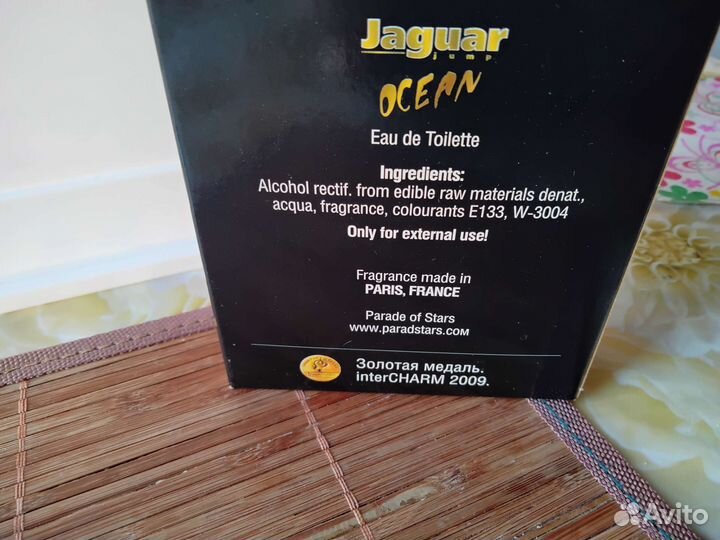 Jaguar
jump
OCEAN
Eau de Toilette
Ingredients:
Alcohol rectif. from edible raw materials denat.,
acqua, fragrance, colourants E133, W-3004
Only for external use!
Fragrance made in
PARIS, FRANCE
Parade of Stars
www.paradstars.com
Золотая медаль.
interCHARM 2009.
Avito